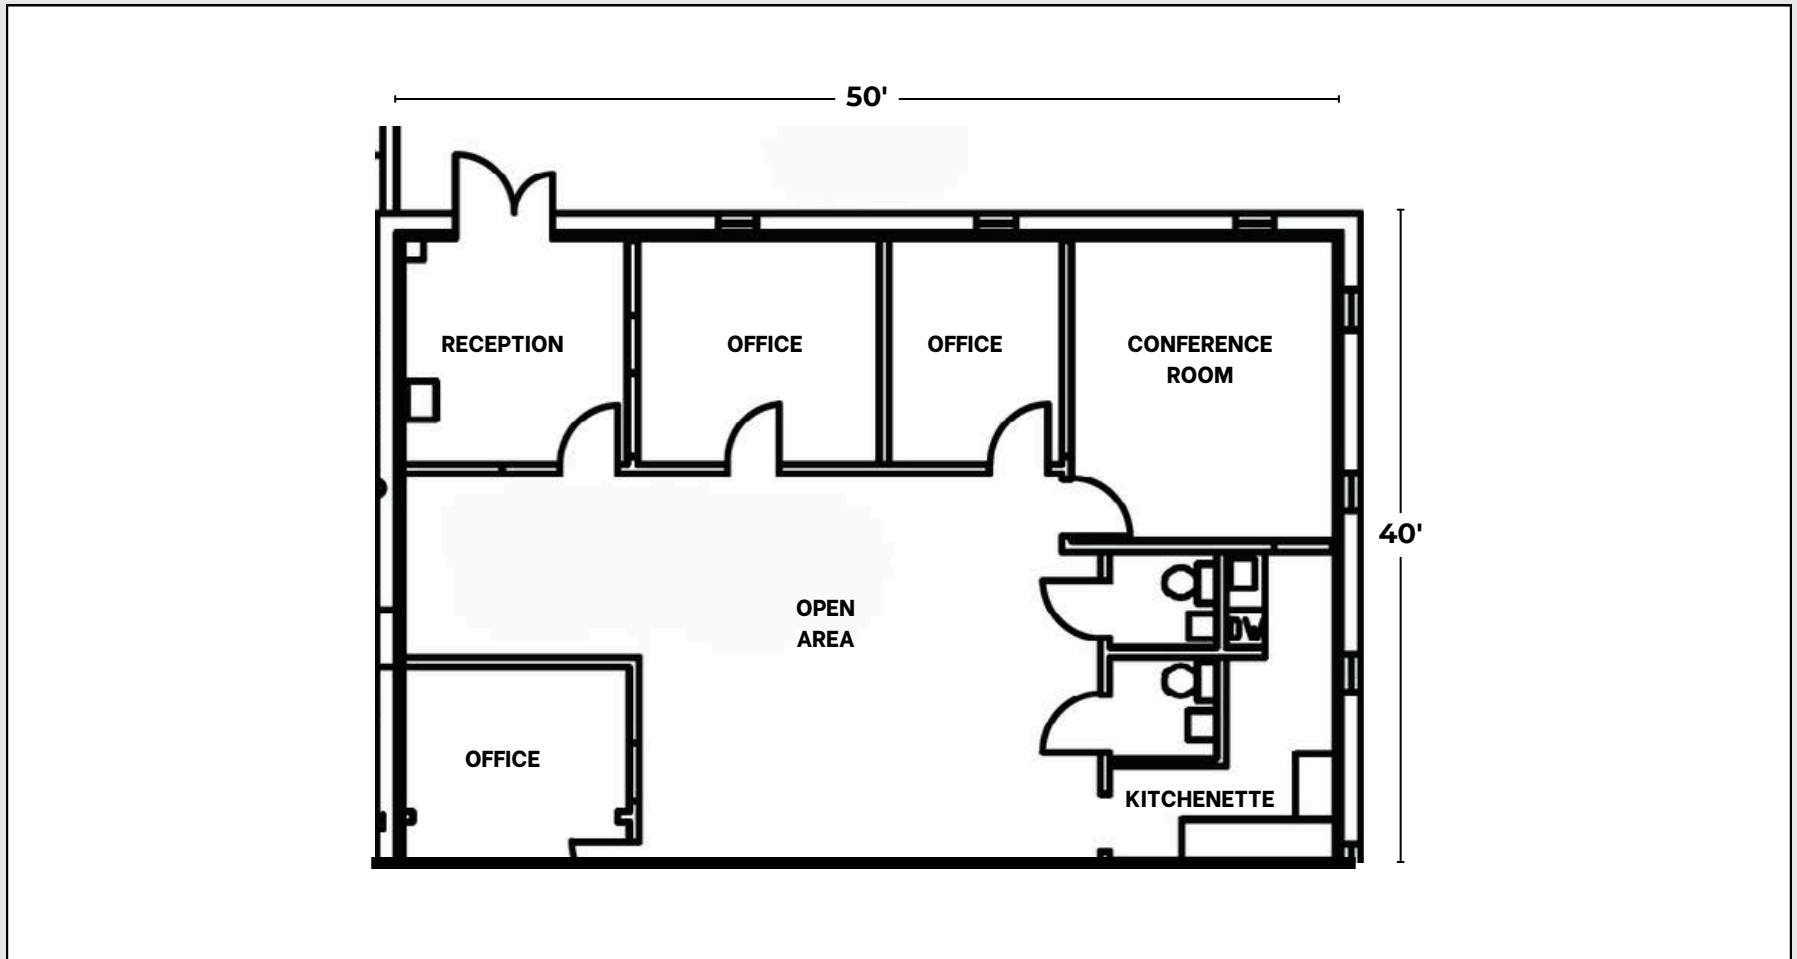 50'
RECEPTION
OFFICE
OFFICE
CONFERENCE
ROOM
40'
OPEN
AREA
DW
OFFICE
KITCHENETTE